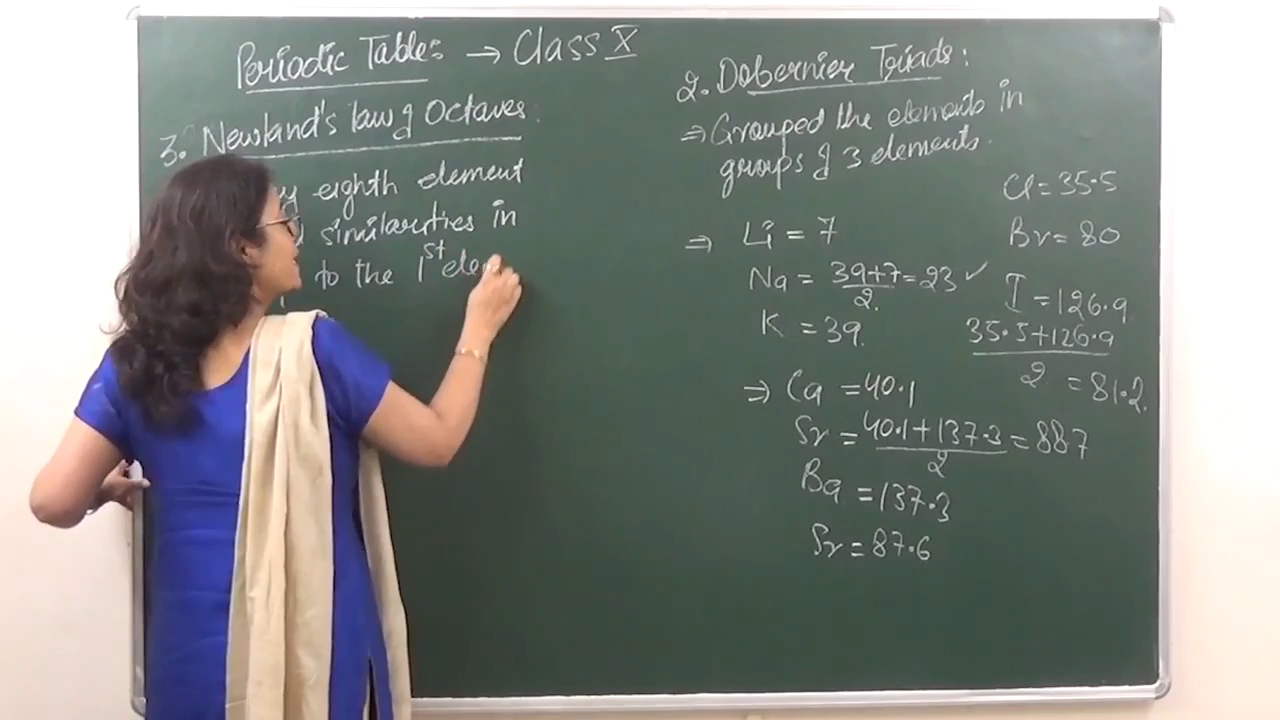 Periodic Table: → Class X
3. Newland's law of Octaves:
eighth element
similarities in
to the 1st ele
2. Dobernier Triads:
⇒ Grouped the elements in
groups of 3 elements.
⇒ Li = 7
Na = 39+7/2. = 23 ✓
K = 39.
Cl = 35.5
Br = 80
I = 126.9
35.5+126.9/2 = 81.2.
⇒ Ca = 40.1
Sr = 40.1+137.3/2 = 887
Ba = 137.3
Sr = 87.6